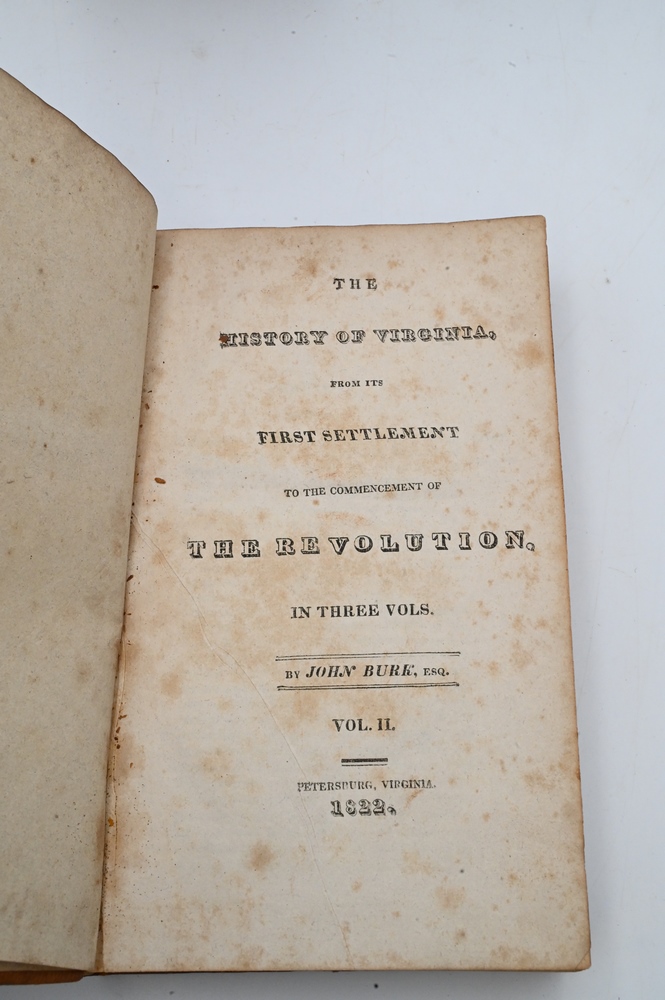 THE
HISTORY OF VIRGINIA,
FROM ITS
FIRST SETTLEMENT
TO THE COMMENCEMENT OF
THE REVOLUTION,
IN THREE VOLS.
BY JOHN BURK, ESQ.
VOL. II.
PETERSBURG, VIRGINIA.
1822.